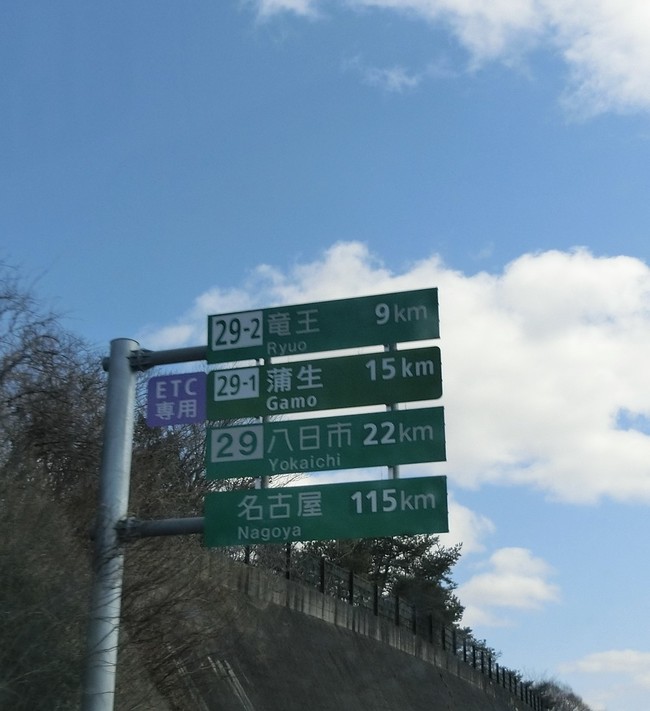 29-2 竜王 9km
Ryuo
ETC
専用
29-1 蒲生 15km
Gamo
29 八日市 22km
Yokaichi
名古屋 115km
Nagoya